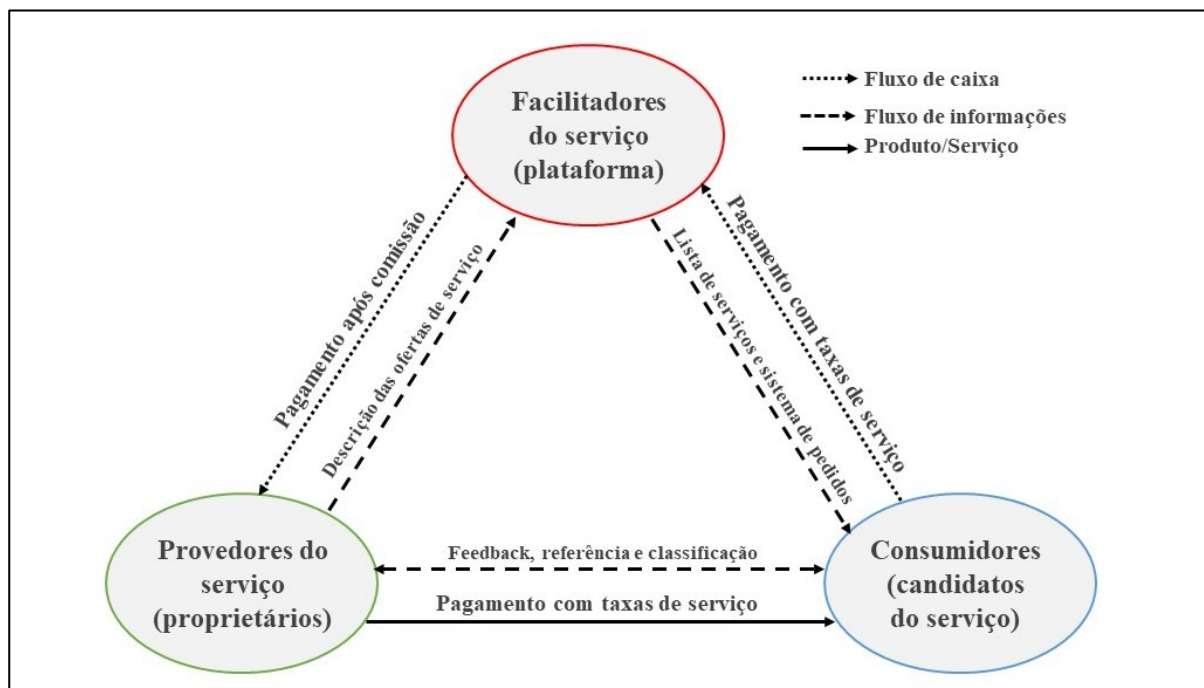 Facilitadores
do serviço
(plataforma)
Fluxo de caixa
Fluxo de informações
Produto/Serviço
Pagamento após comissão
Descrição das ofertas de serviço
Lista de serviços e sistema de pedidos
Pagamento com taxas de serviço
Provedores do
serviço
(proprietários)
Feedback, referência e classificação
Pagamento com taxas de serviço
Consumidores
(candidatos
do serviço)